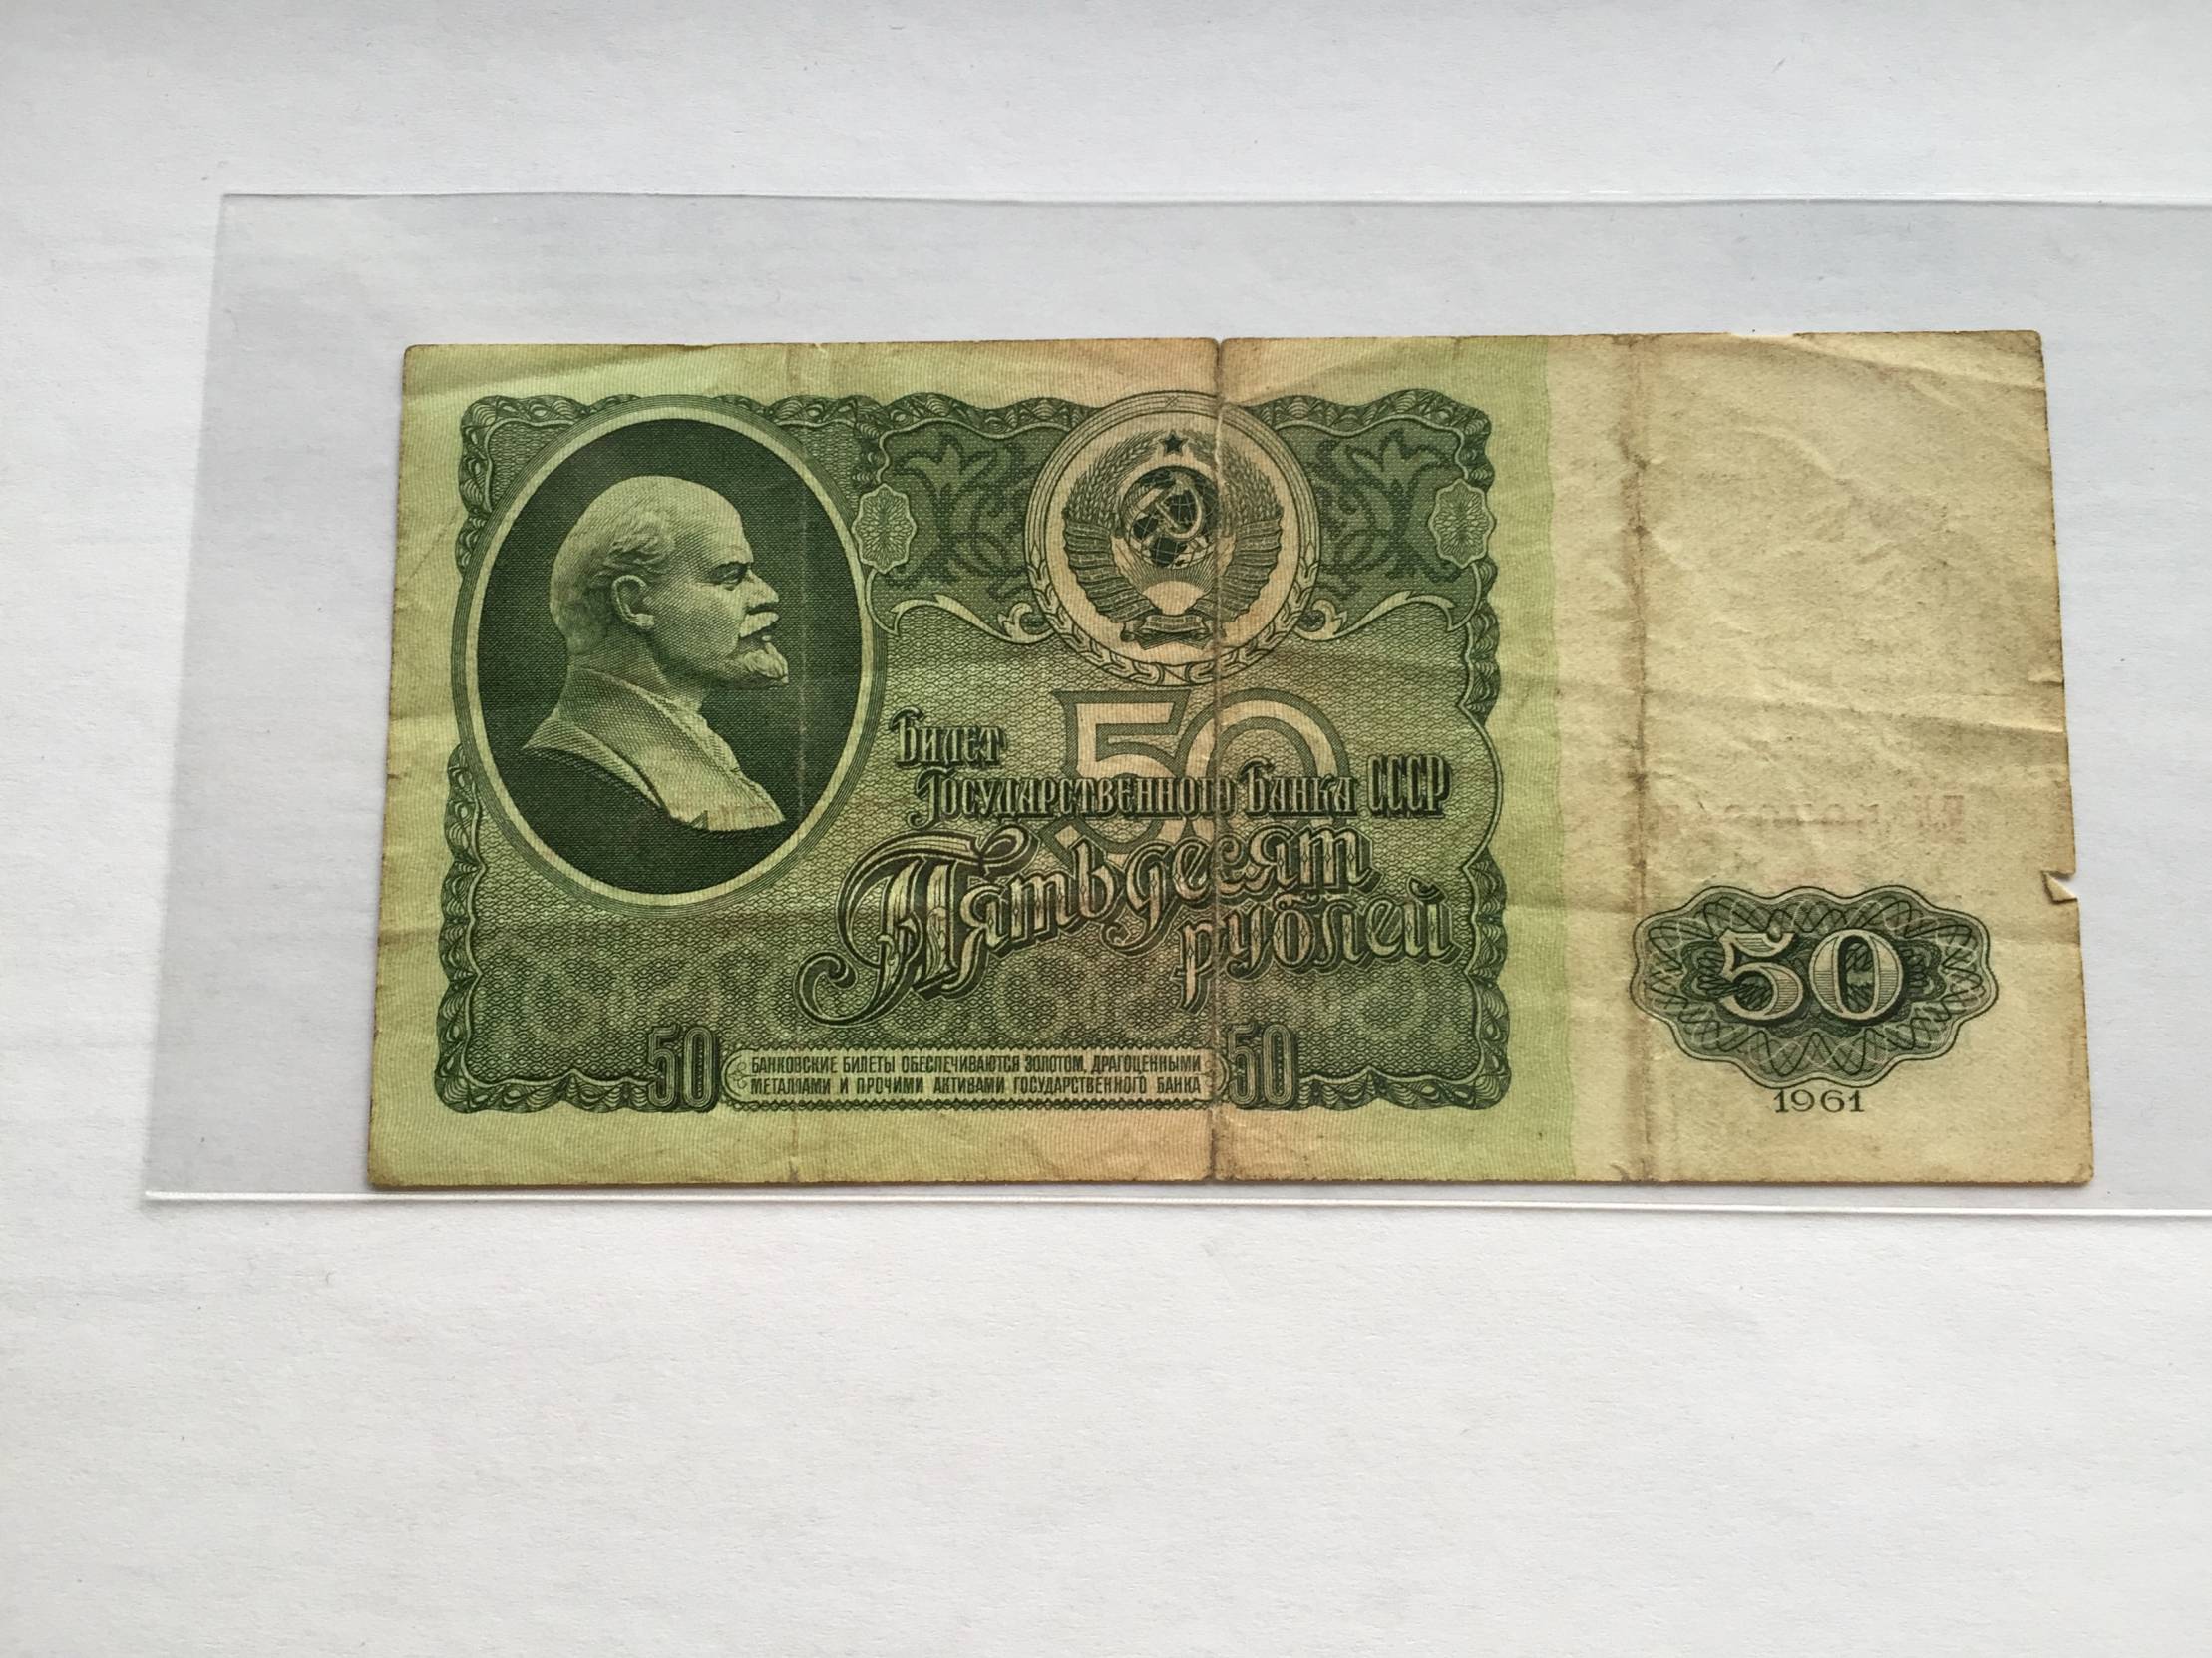 50
Билет
Государственного Банка СССР
Пятьдесят
рублей
50
БАНКОВСКИЕ БИЛЕТЫ ОБЕСПЕЧИВАЮТСЯ ЗОЛОТОМ, ДРАГОЦЕННЫМИ
МЕТАЛЛАМИ И ПРОЧИМИ АКТИВАМИ ГОСУДАРСТВЕННОГО БАНКА
50
50
1961